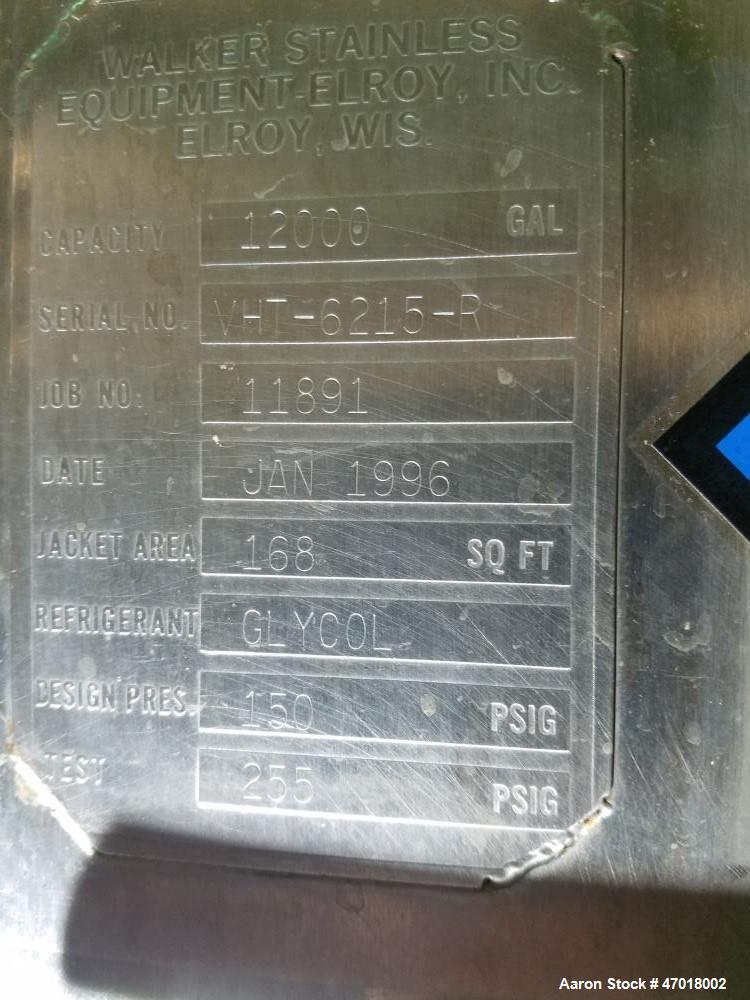 WALKER STAINLESS
EQUIPMENT-ELROY, INC.
ELROY, WIS.
CAPACITY 12000 GAL
SERIAL NO. VHT-6215-R
JOB NO. 11891
DATE JAN 1996
JACKET AREA 168 SQ FT
REFRIGERANT GLYCOL
DESIGN PRES. 150 PSIG
TEST 255 PSIG
Aaron Stock # 47018002